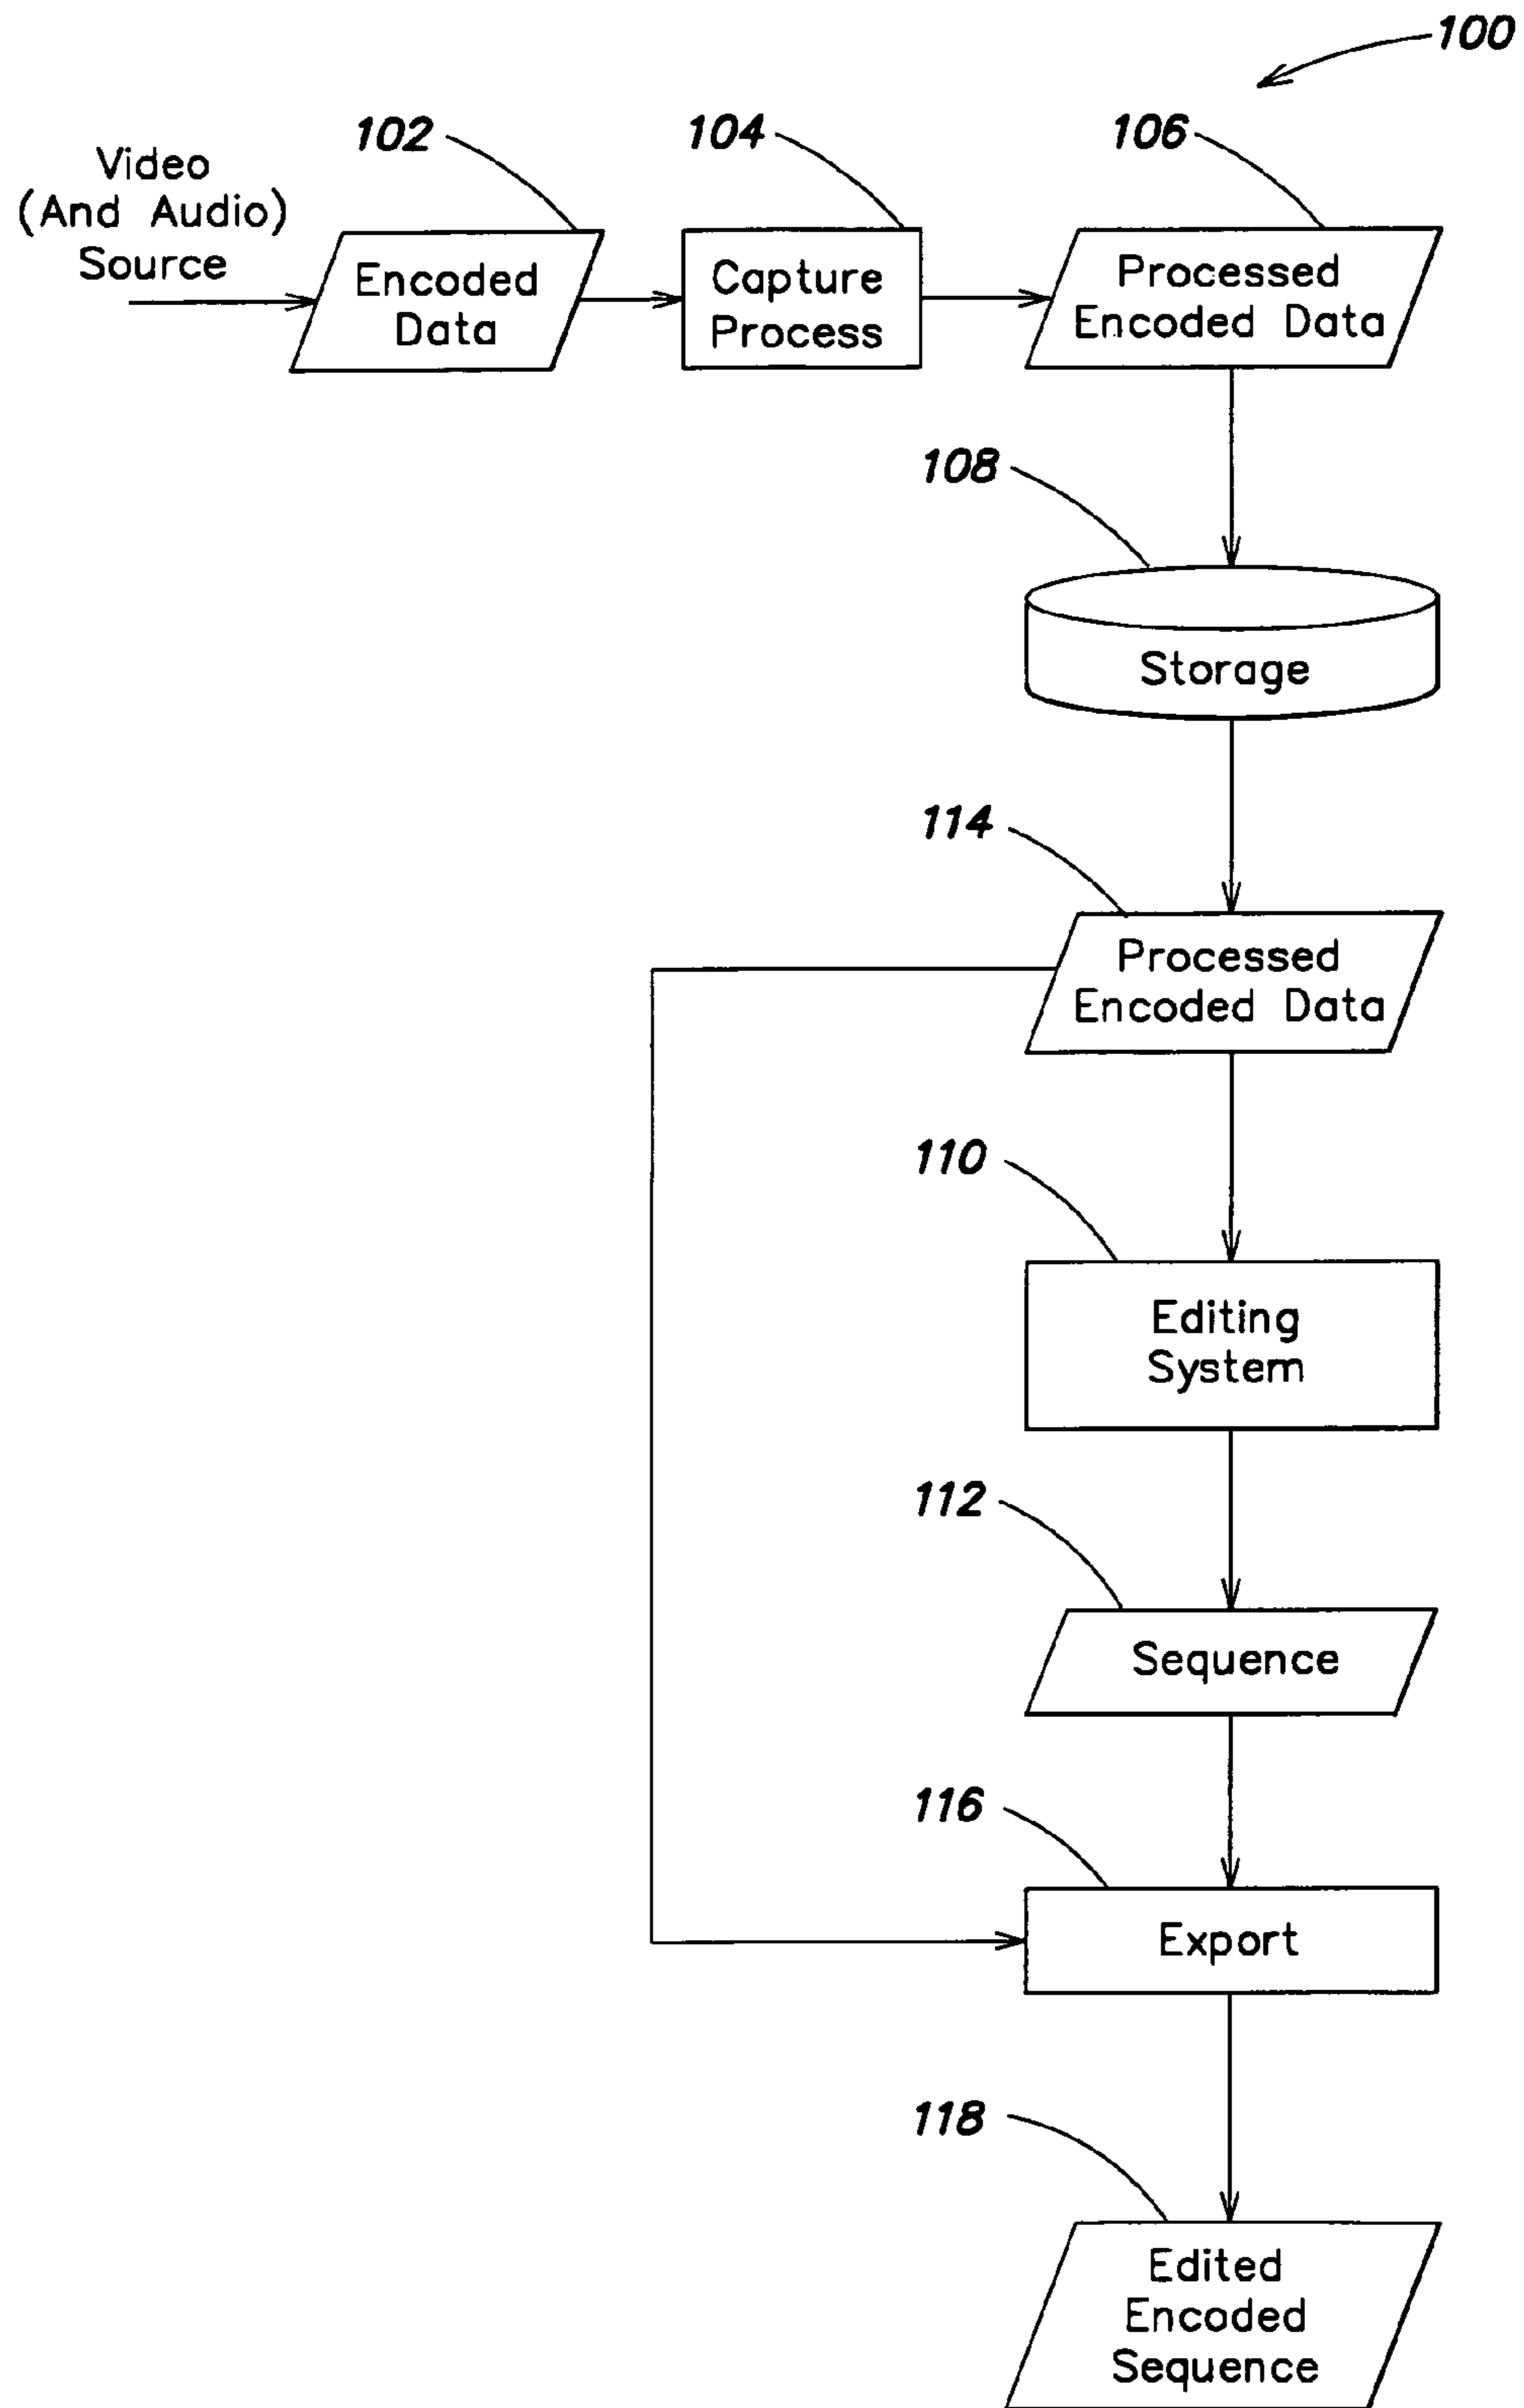 100
102
104
106
Video
(And Audio)
Source
Encoded
Data
Capture
Process
Processed
Encoded Data
108
Storage
114
Processed
Encoded Data
110
Editing
System
112
Sequence
116
Export
118
Edited
Encoded
Sequence